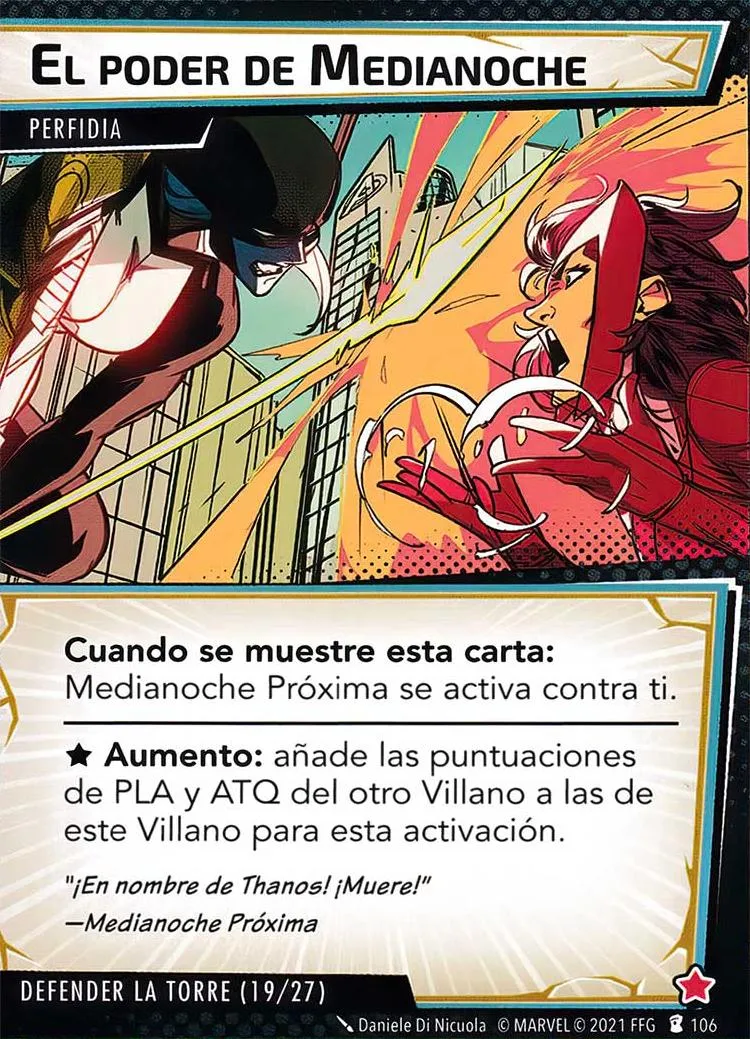 EL PODER DE MEDIANOCHE
PERFIDIA
Cuando se muestre esta carta:
Medianoche Próxima se activa contra ti.
★ Aumento: añade las puntuaciones
de PLA y ATQ del otro Villano a las de
este Villano para esta activación.
"¡En nombre de Thanos! ¡Muere!"
—Medianoche Próxima
DEFENDER LA TORRE (19/27)
Daniele Di Nicuola © MARVEL © 2021 FFG 106